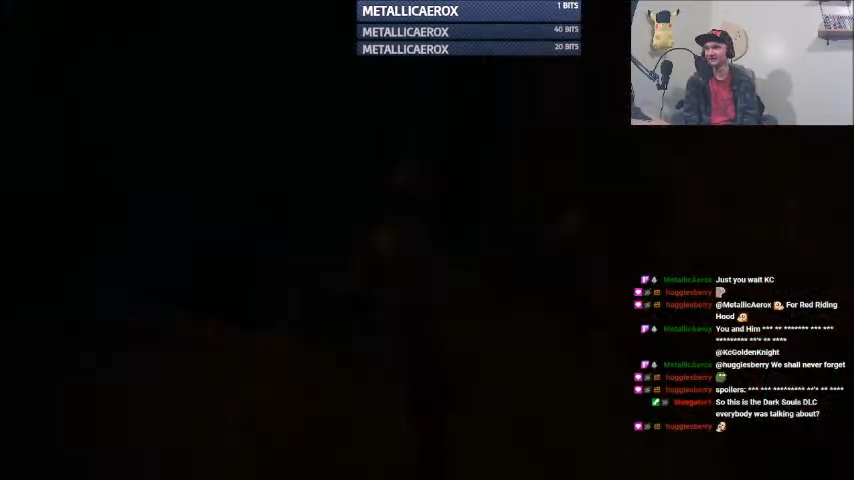 METALLICAEROX 1 BITS
METALLICAEROX 40 BITS
METALLICAEROX 20 BITS
MetallicAerox Just you wait KC
hugglesberry
hugglesberry @MetallicAerox For Red Riding
Hood
MetallicAerox You and Him *** ** ******* *** ***
********* **'* ** ****
@KcGoldenKnight
MetallicAerox @hugglesberry We shall never forget
hugglesberry
hugglesberry spoilers: *** *** ********* **'* ** ****
bluegator1 So this is the Dark Souls DLC
everybody was talking about?
hugglesberry